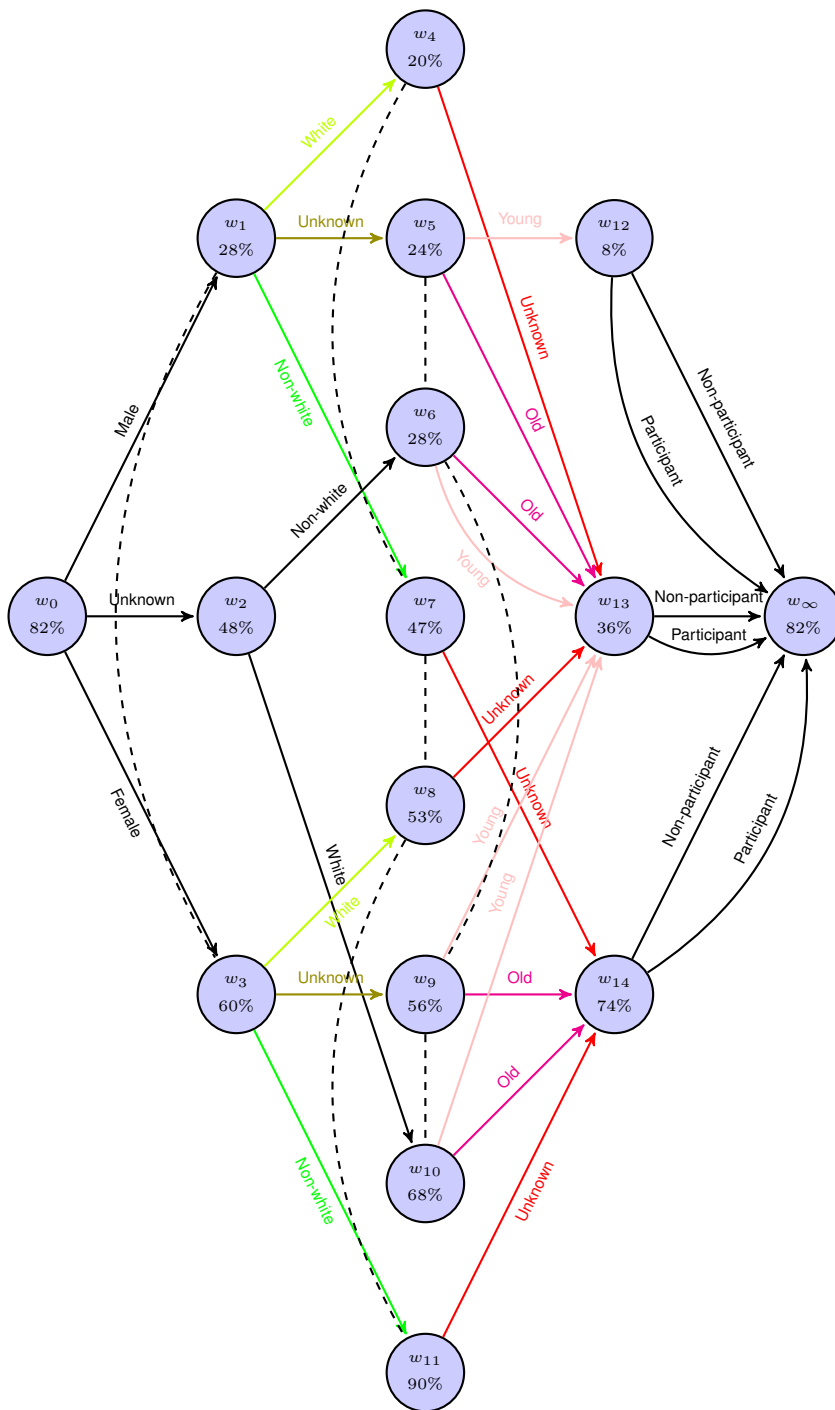 w4
20%
White
w1
28%
Unknown
w5
24%
Young
w12
8%
Unknown
Non-white
Old
Non-participant
Participant
Male
w6
28%
Non-white
Old
Young
w0
82%
Unknown
w2
48%
w7
47%
w13
36%
Non-participant
Participant
w∞
82%
Unknown
Unknown
w8
53%
Female
White
Young
Young
Non-participant
Participant
White
w3
60%
Unknown
w9
56%
Old
w14
74%
Old
w10
68%
Non-white
Unknown
w11
90%